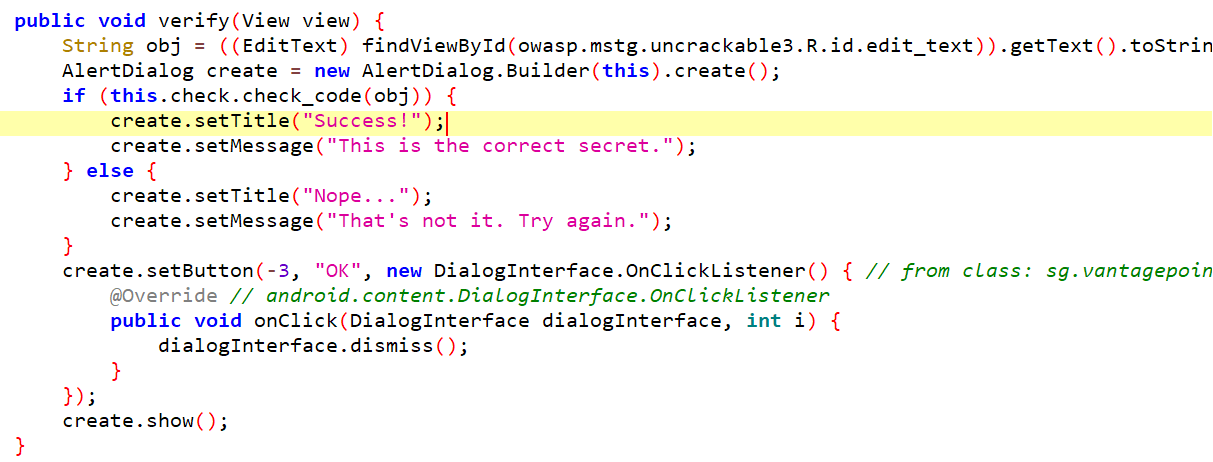 public void verify(View view) {
    String obj = ((EditText) findViewById(owasp.mstg.uncrackable3.R.id.edit_text)).getText().toStrin
    AlertDialog create = new AlertDialog.Builder(this).create();
    if (this.check.check_code(obj)) {
        create.setTitle("Success!");
        create.setMessage("This is the correct secret.");
    } else {
        create.setTitle("Nope...");
        create.setMessage("That's not it. Try again.");
    }
    create.setButton(-3, "OK", new DialogInterface.OnClickListener() { // from class: sg.vantagepoin
        @Override // android.content.DialogInterface.OnClickListener
        public void onClick(DialogInterface dialogInterface, int i) {
            dialogInterface.dismiss();
        }
    });
    create.show();
}